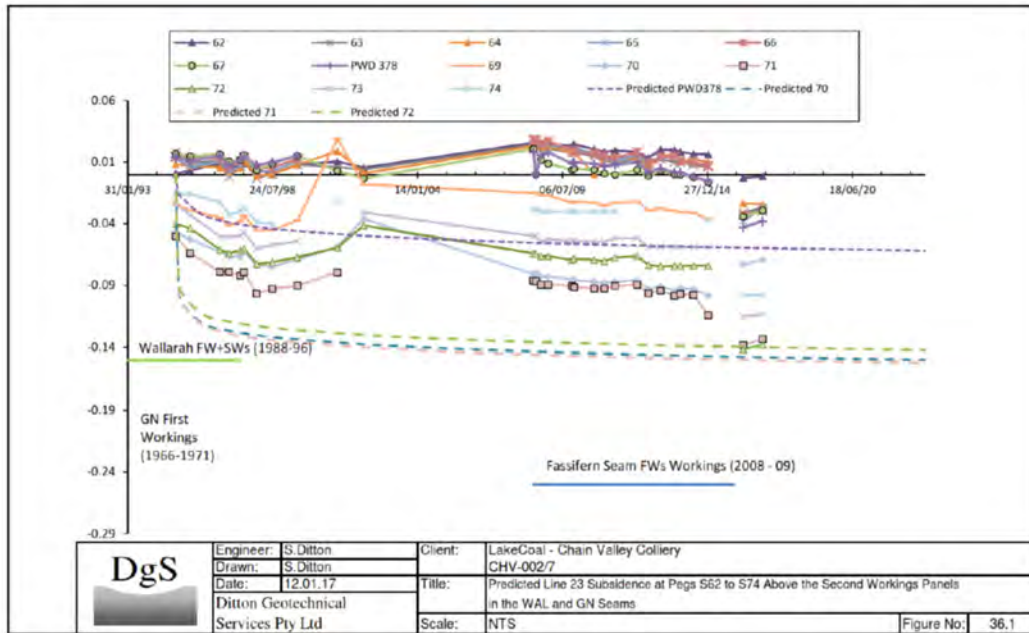 62 63 64 65 66
67 PWD 378 69 70 71
72 73 74 Predicted PWD378 Predicted 70
Predicted 71 Predicted 72
0.06
0.01
31/01/93 24/07/98 14/01/04 06/07/09 27/12/14 18/06/20
-0.04
-0.09
-0.14
Wallarah FW+SWs (1988-96)
-0.19
GN First
Workings
(1966-1971)
-0.24
Fassifern Seam FWs Workings (2008 - 09)
-0.29
DgS
Engineer: S.Ditton
Drawn: S.Ditton
Date: 12.01.17
Ditton Geotechnical
Services Pty Ltd
Client: LakeCoal - Chain Valley Colliery
CHV-002/7
Title: Predicted Line 23 Subsidence at Pegs S62 to S74 Above the Second Workings Panels
in the WAL and GN Seams
Scale: NTS Figure No: 36.1